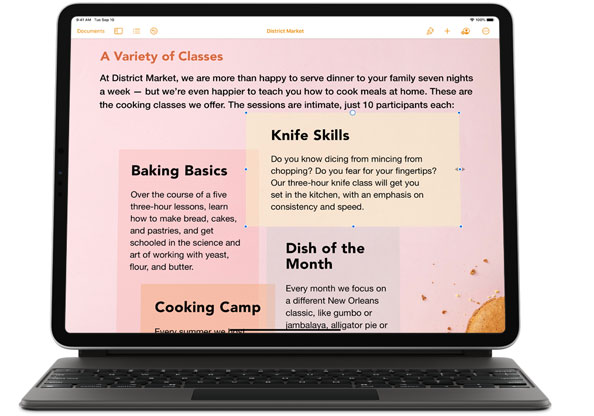 9:41 AM Tue Sep 15
100%
Documents
District Market
A Variety of Classes
At District Market, we are more than happy to serve dinner to your family seven nights
a week — but we're even happier to teach you how to cook meals at home. These are
the cooking classes we offer. The sessions are intimate, just 10 participants each:
Knife Skills
Do you know dicing from mincing from
chopping? Do you fear for your fingertips?
Our three-hour knife class will get you
set in the kitchen, with an emphasis on
consistency and speed.
Baking Basics
Over the course of a five
three-hour lessons, learn
how to make bread, cakes,
and pastries, and get
schooled in the science and
art of working with yeast,
flour, and butter.
Dish of the
Month
Every month we focus on
a different New Orleans
classic, like gumbo or
jambalaya, alligator pie or
Cooking Camp
Every summer we host